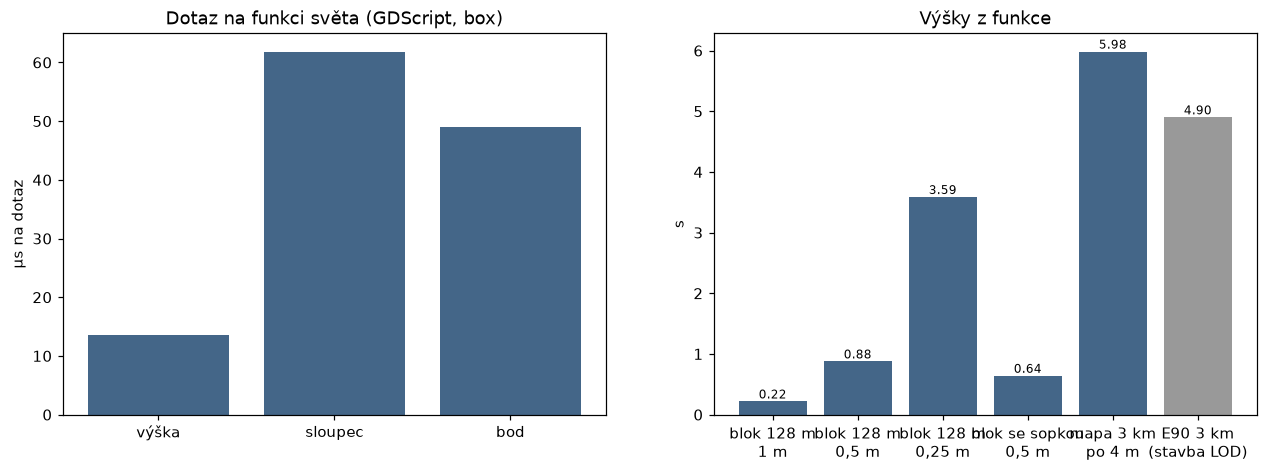 Dotaz na funkci světa (GDScript, box)
µs na dotaz
60
50
40
30
20
10
0
výška
sloupec
bod
Výšky z funkce
s
6
5
4
3
2
1
0
0.22
0.88
3.59
0.64
5.98
4.90
blok 128 m
1 m
blok 128 m
0,5 m
blok 128 m
0,25 m
blok se sopkou
0,5 m
mapa 3 km
po 4 m
E90 3 km
(stavba LOD)